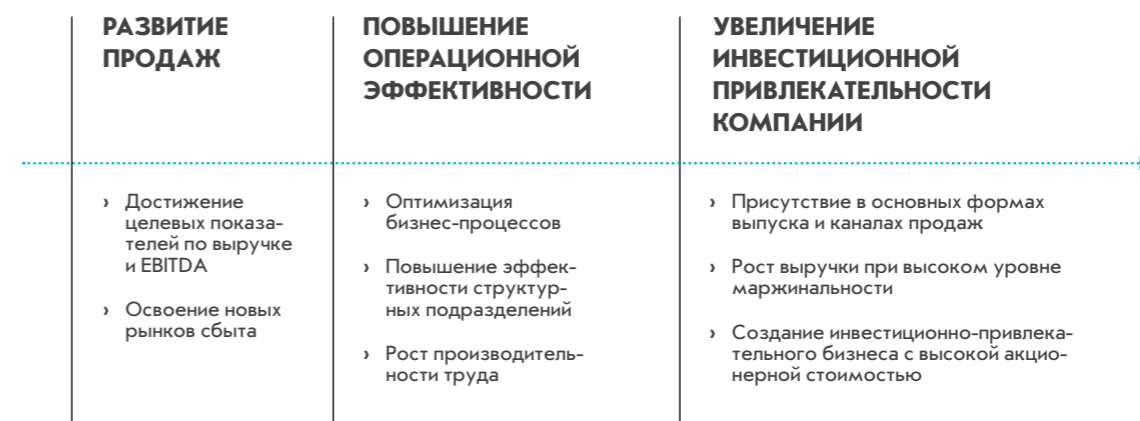 РАЗВИТИЕ
ПРОДАЖ
› Достижение
целевых показа-
телей по выручке
и EBITDA
› Освоение новых
рынков сбыта
ПОВЫШЕНИЕ
ОПЕРАЦИОННОЙ
ЭФФЕКТИВНОСТИ
› Оптимизация
бизнес-процессов
› Повышение эффек-
тивности структур-
ных подразделений
› Рост производитель-
ности труда
УВЕЛИЧЕНИЕ
ИНВЕСТИЦИОННОЙ
ПРИВЛЕКАТЕЛЬНОСТИ
КОМПАНИИ
› Присутствие в основных формах
выпуска и каналах продаж
› Рост выручки при высоком уровне
маржинальности
› Создание инвестиционно-привлека-
тельного бизнеса с высокой акцио-
нерной стоимостью